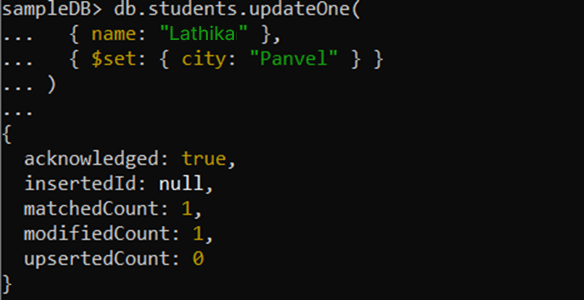 sampleDB> db.students.updateOne(
...   { name: "Lathika" },
...   { $set: { city: "Panvel" } }
... )
...
{
  acknowledged: true,
  insertedId: null,
  matchedCount: 1,
  modifiedCount: 1,
  upsertedCount: 0
}